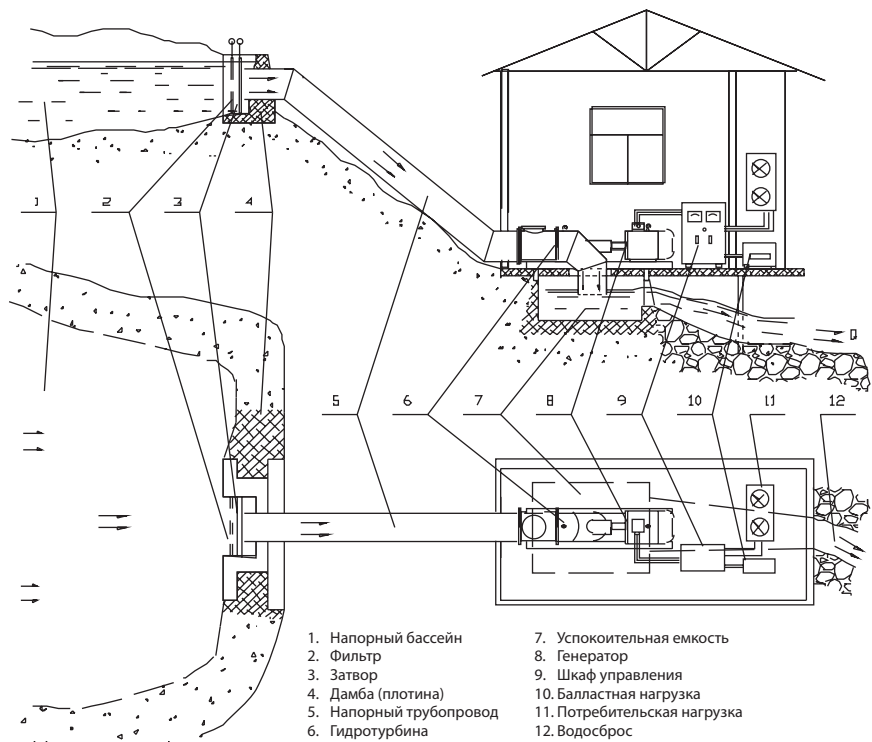 1 2 3 4
5 6 7 8 9 10 11 12
1. Напорный бассейн
2. Фильтр
3. Затвор
4. Дамба (плотина)
5. Напорный трубопровод
6. Гидротурбина
7. Успокоительная емкость
8. Генератор
9. Шкаф управления
10. Балластная нагрузка
11. Потребительская нагрузка
12. Водосброс